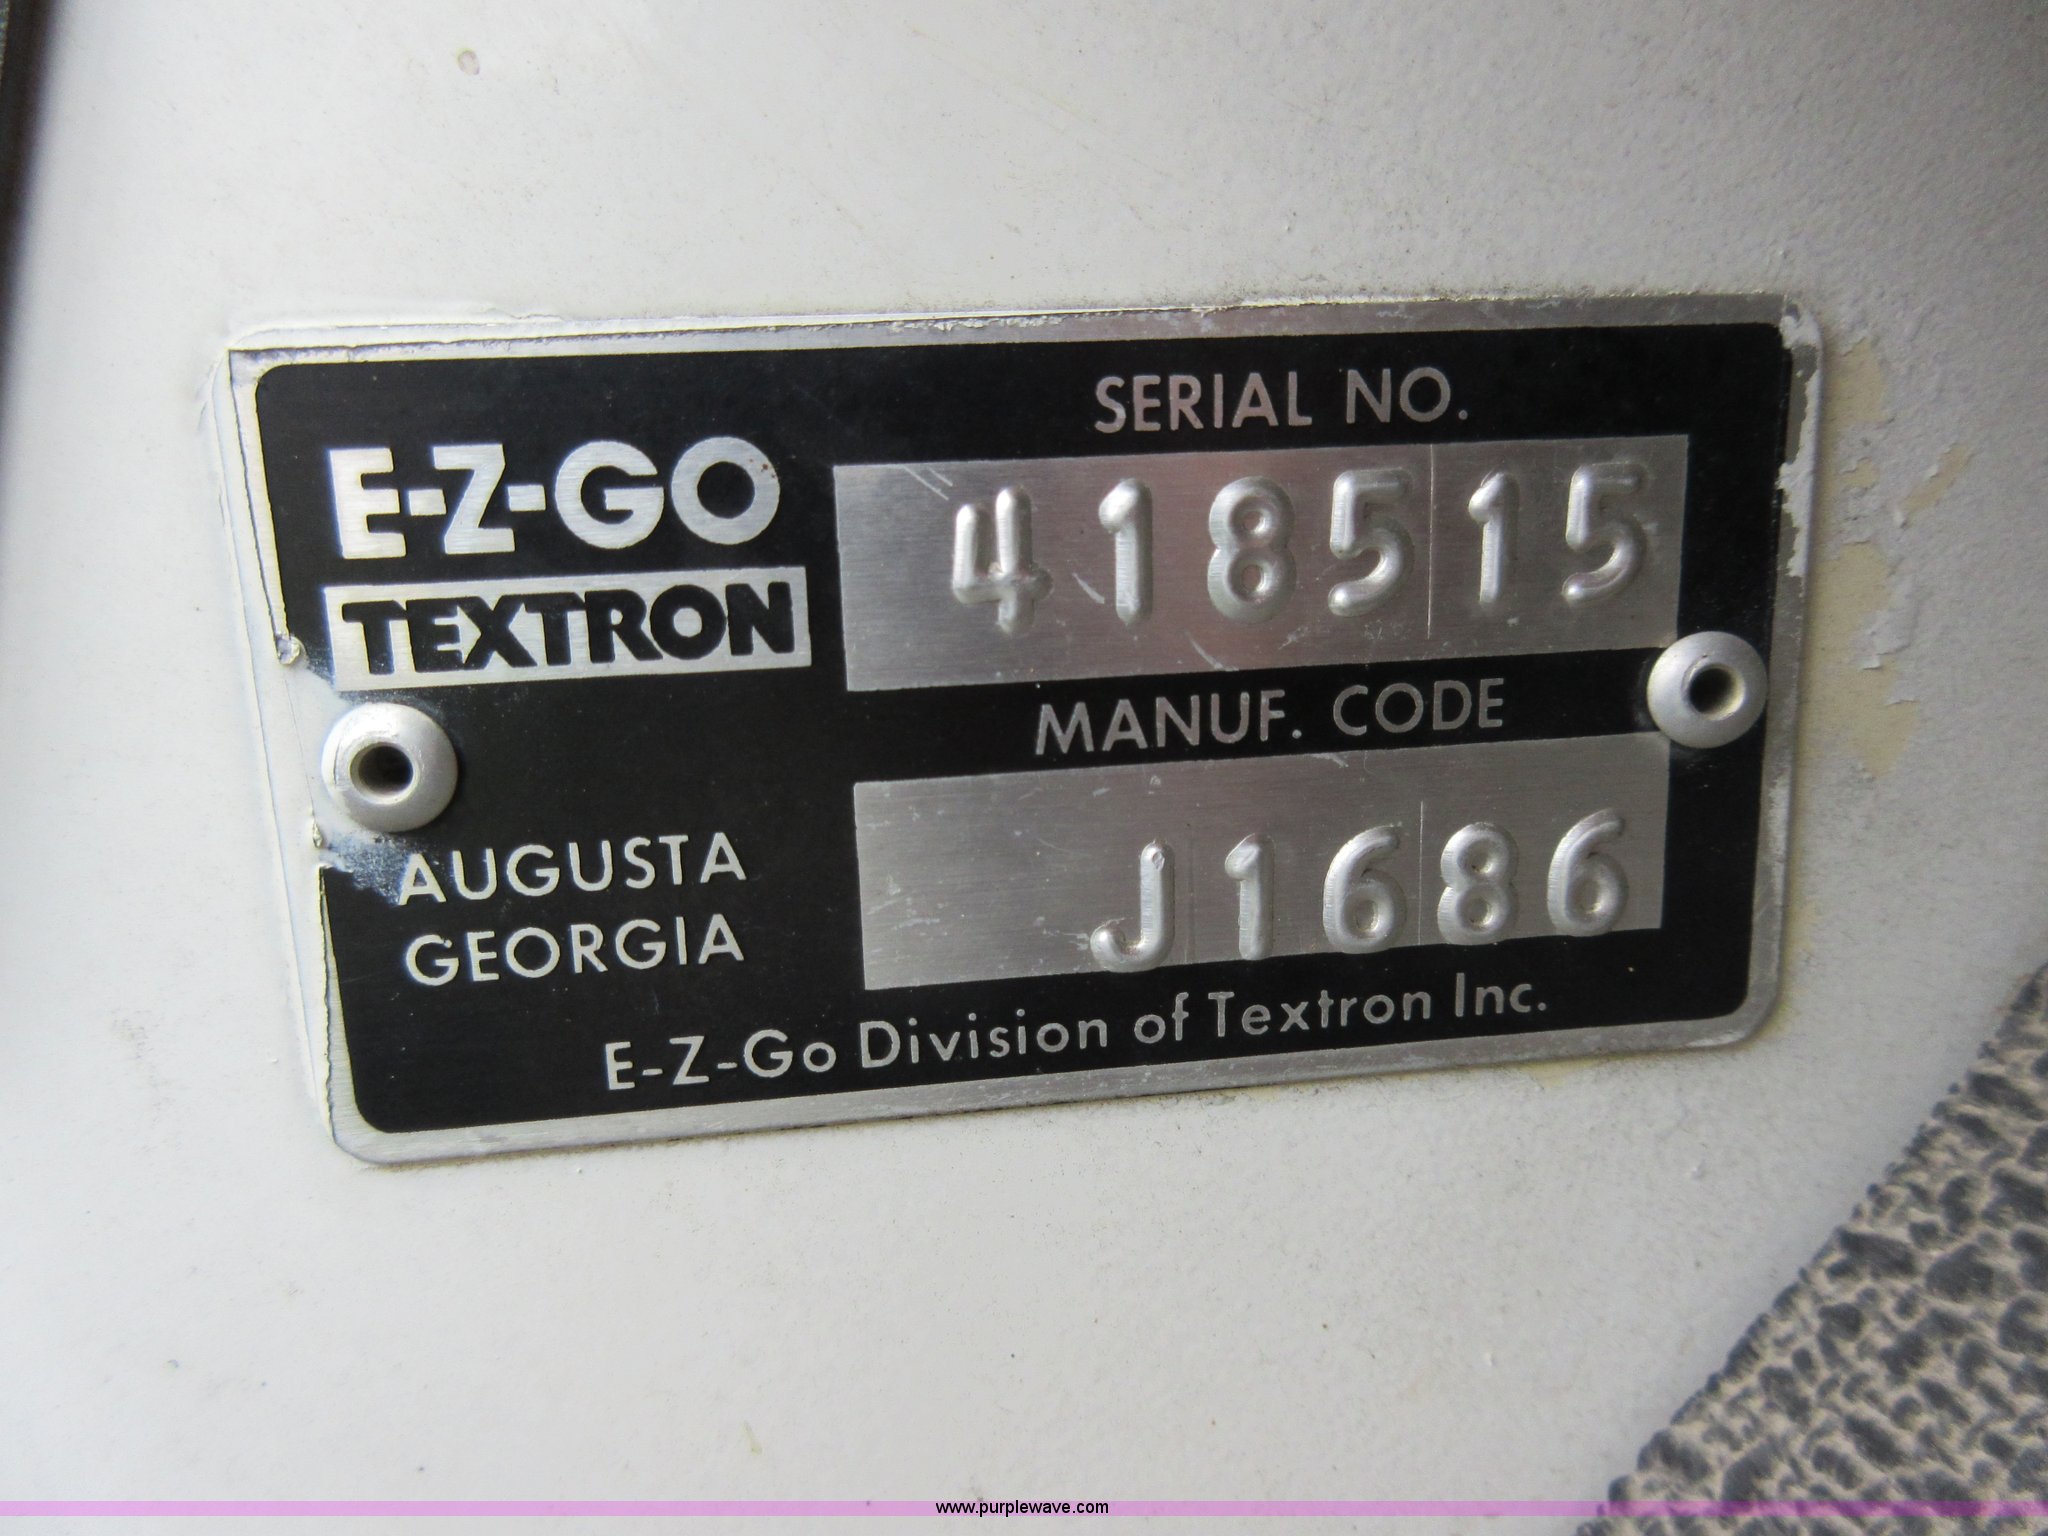 SERIAL NO.
E-Z-GO
418515
TEXTRON
MANUF. CODE
J1686
AUGUSTA
GEORGIA
E-Z-Go Division of Textron Inc.
www.purplewave.com